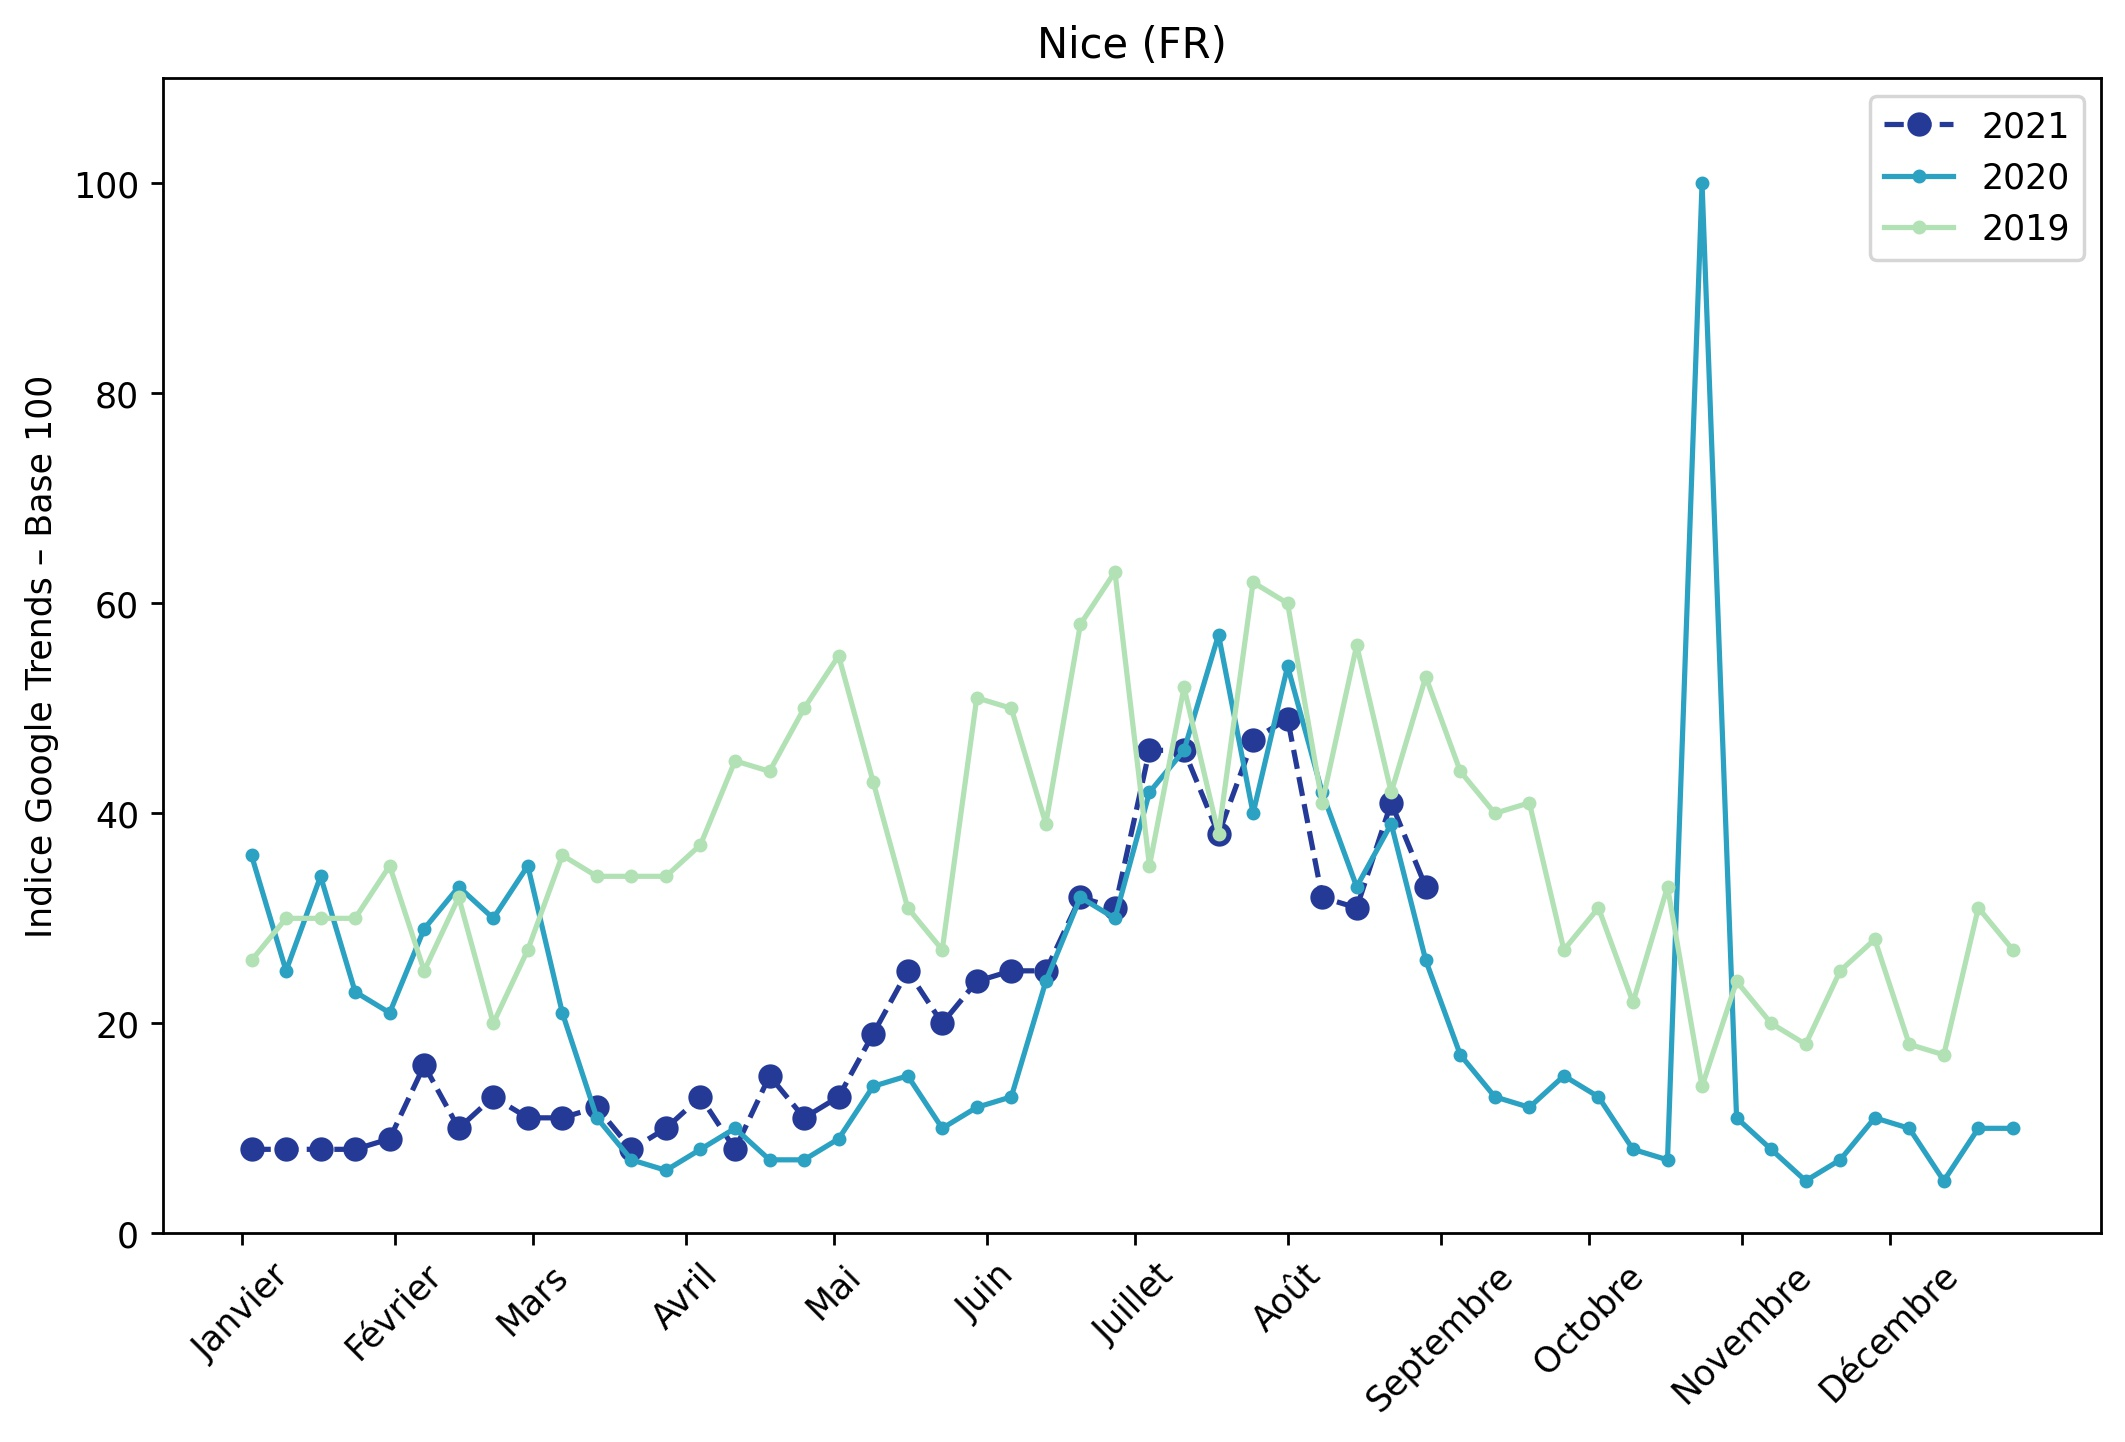 Nice (FR)
2021
2020
2019
Indice Google Trends – Base 100
100
80
60
40
20
0
Janvier
Février
Mars
Avril
Mai
Juin
Juillet
Août
Septembre
Octobre
Novembre
Décembre